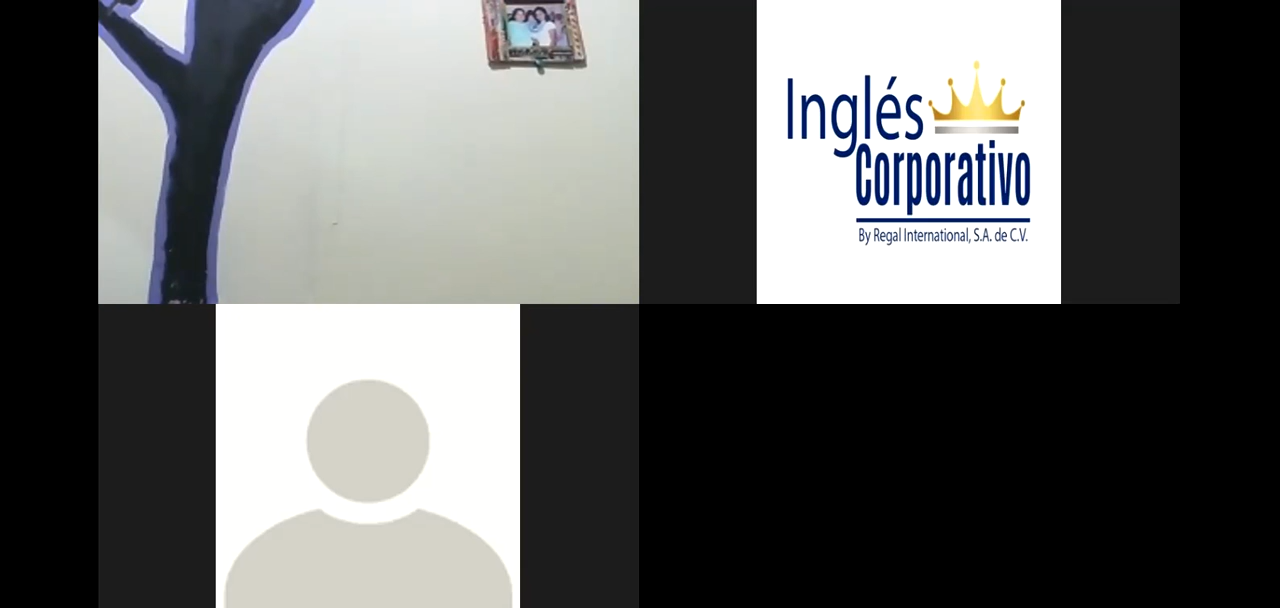 Inglés
Corporativo
By Regal International, S.A. de C.V.